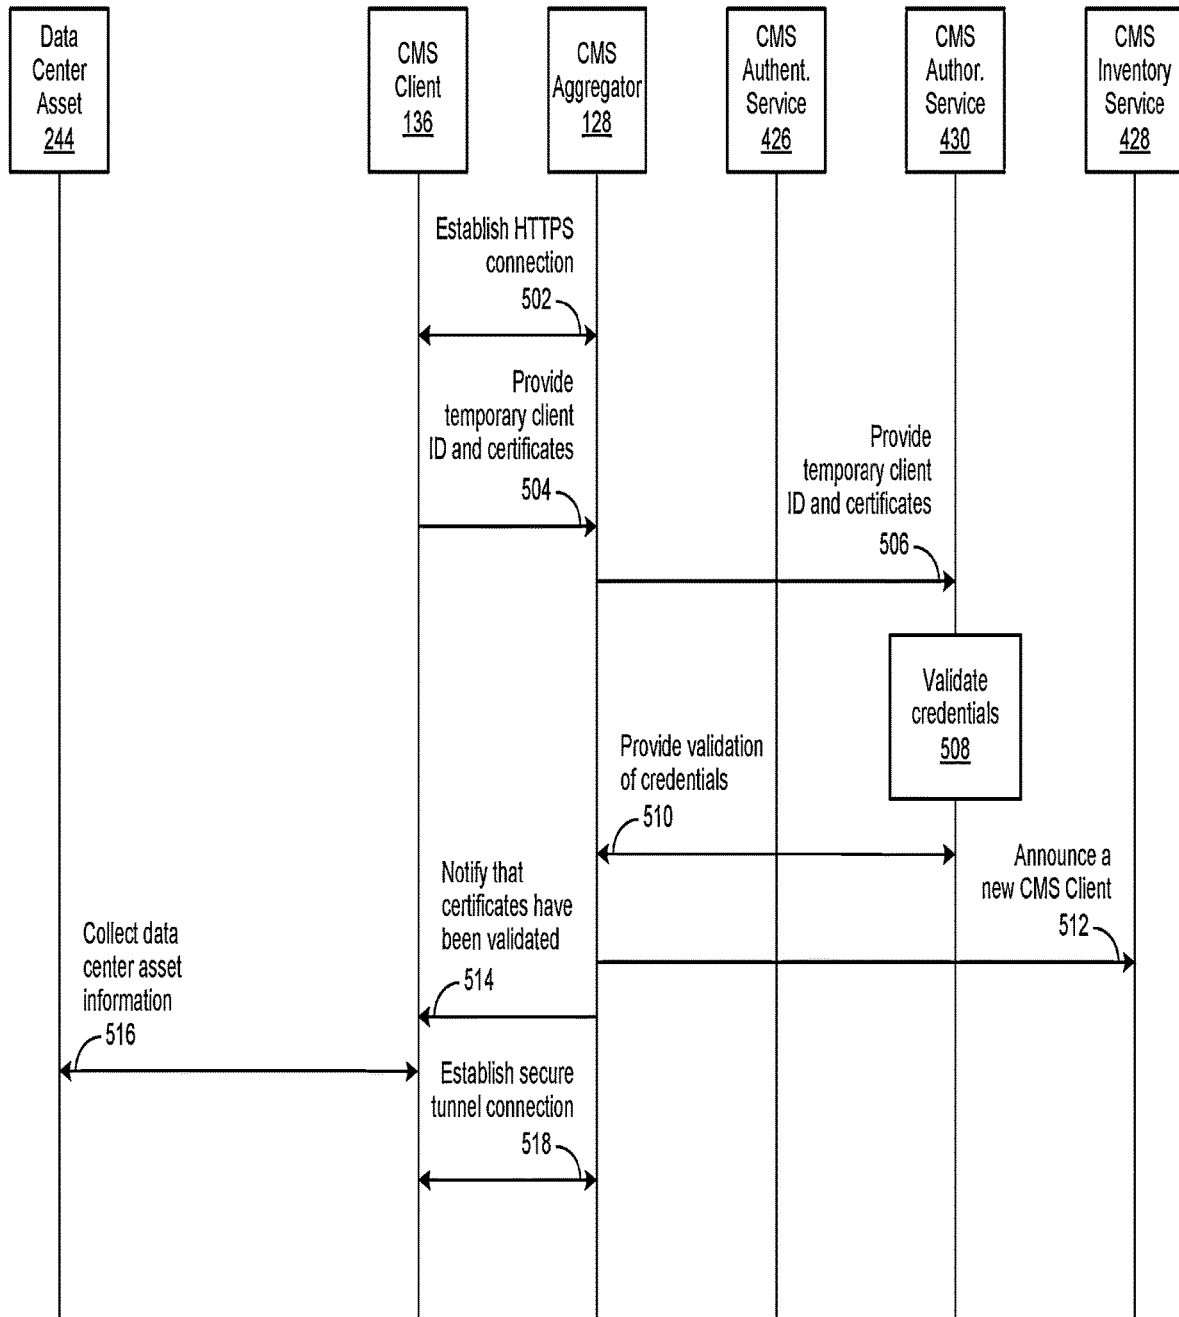 Data
Center
Asset
244
CMS
Client
136
CMS
Aggregator
128
CMS
Authent.
Service
426
CMS
Author.
Service
430
CMS
Inventory
Service
428
Establish HTTPS
connection
502
Provide
temporary client
ID and certificates
504
Provide
temporary client
ID and certificates
506
Validate
credentials
508
Provide validation
of credentials
510
Announce a
new CMS Client
512
Notify that
certificates have
been validated
514
Collect data
center asset
information
516
Establish secure
tunnel connection
518